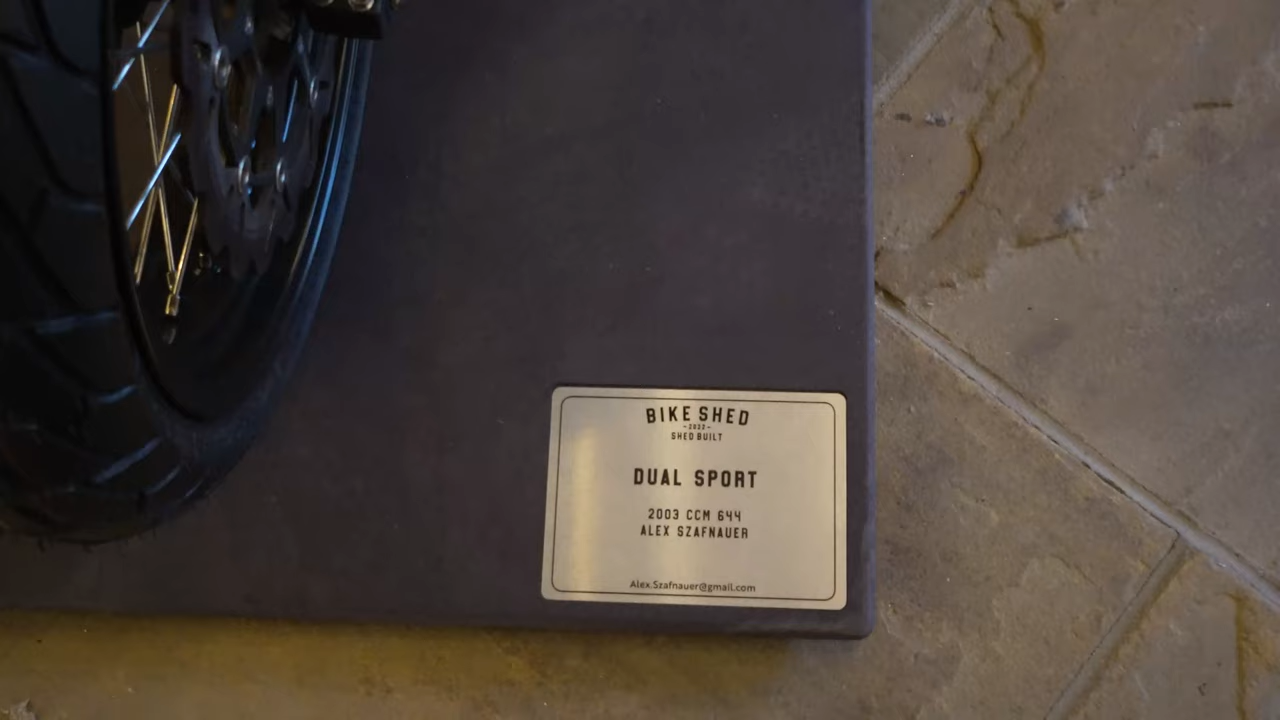 BIKE SHED
-2022-
SHED BUILT
DUAL SPORT
2003 CCM 644
ALEX SZAFNAUER
Alex.Szafnauer@gmail.com